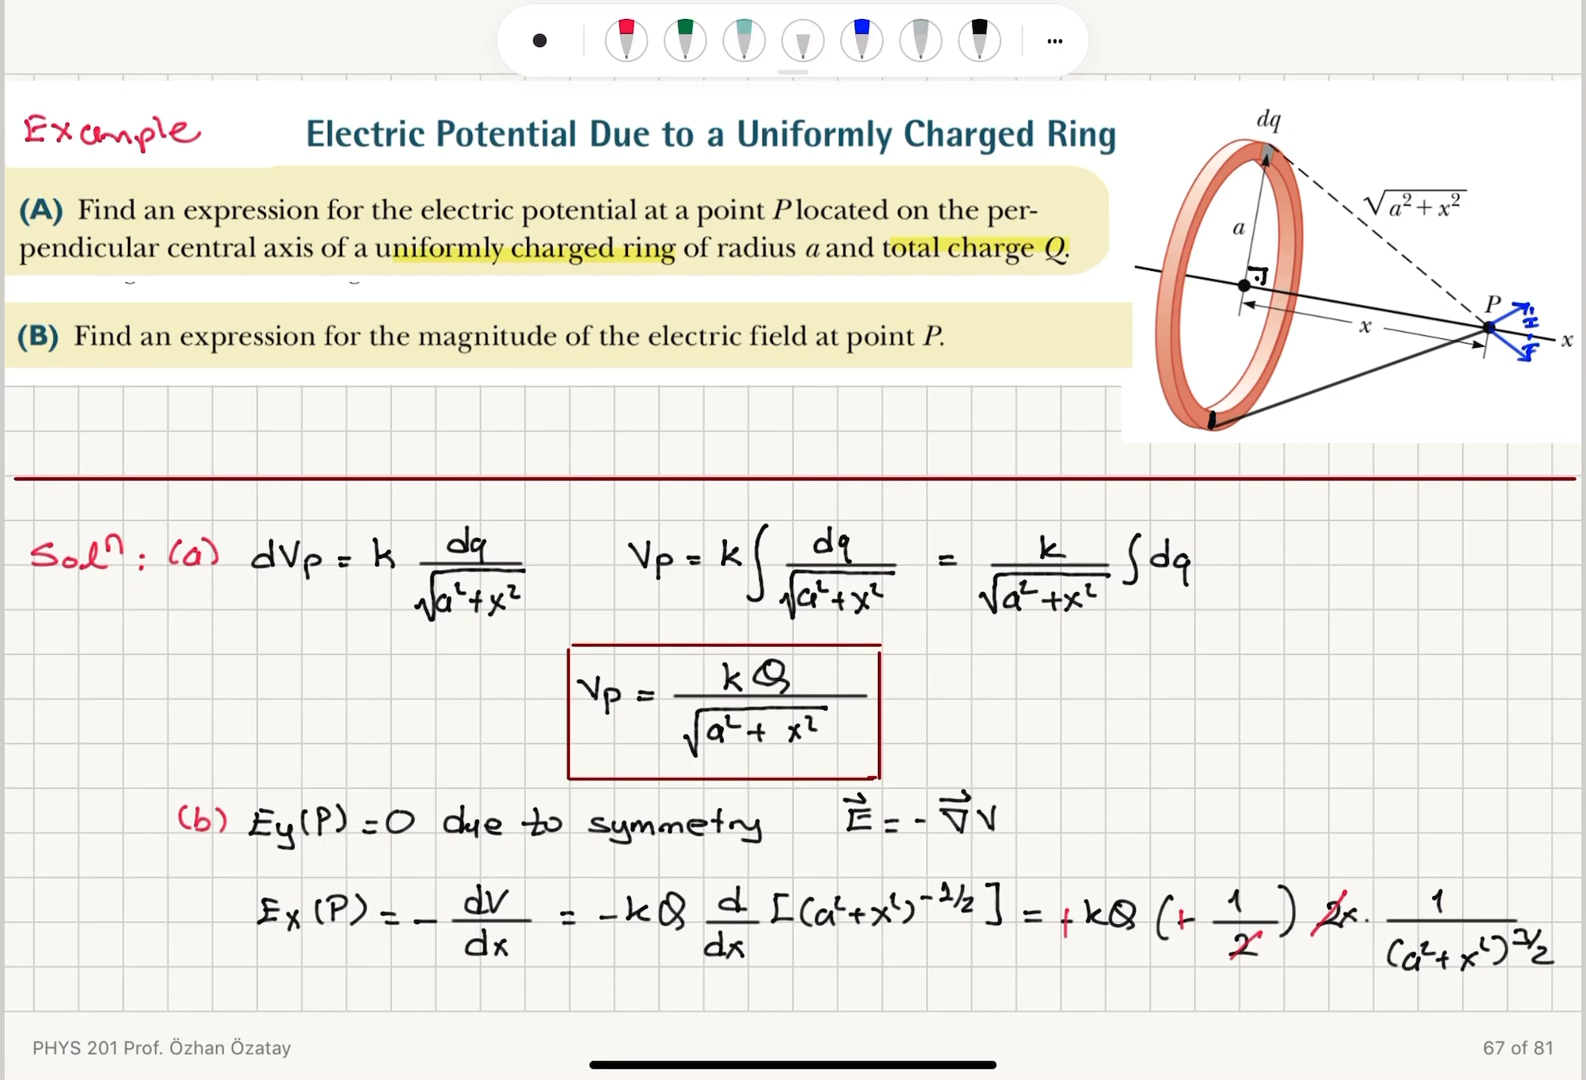 Example
Electric Potential Due to a Uniformly Charged Ring
(A) Find an expression for the electric potential at a point P located on the per-
pendicular central axis of a uniformly charged ring of radius a and total charge Q.
(B) Find an expression for the magnitude of the electric field at point P.
dq
√(a² + x²)
a
P
x
x
Solⁿ: (a) dVp = k dq/√(a²+x²) Vp = k∫ dq/√(a²+x²) = k/√(a²+x²) ∫dq
Vp = kQ/√(a²+x²)
(b) Ey(P) = 0 due to symmetry E⃗ = -∇⃗V
Ex(P) = - dV/dx = -kQ d/dx [(a²+x²)^-1/2] = +kQ (+ 1/2) 2x · 1/(a²+x²)^3/2
PHYS 201 Prof. Özhan Özatay
67 of 81